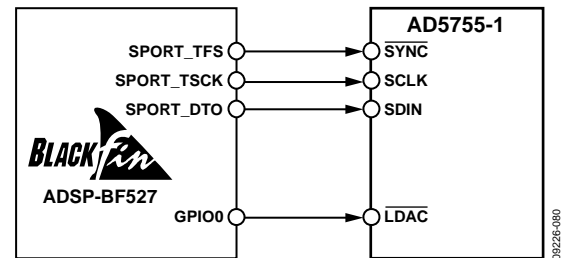 AD5755-1
SPORT_TFS
SYNC
SPORT_TSCK
SCLK
SPORT_DTO
SDIN
BLACKfin
ADSP-BF527
GPIO0
LDAC
09226-080